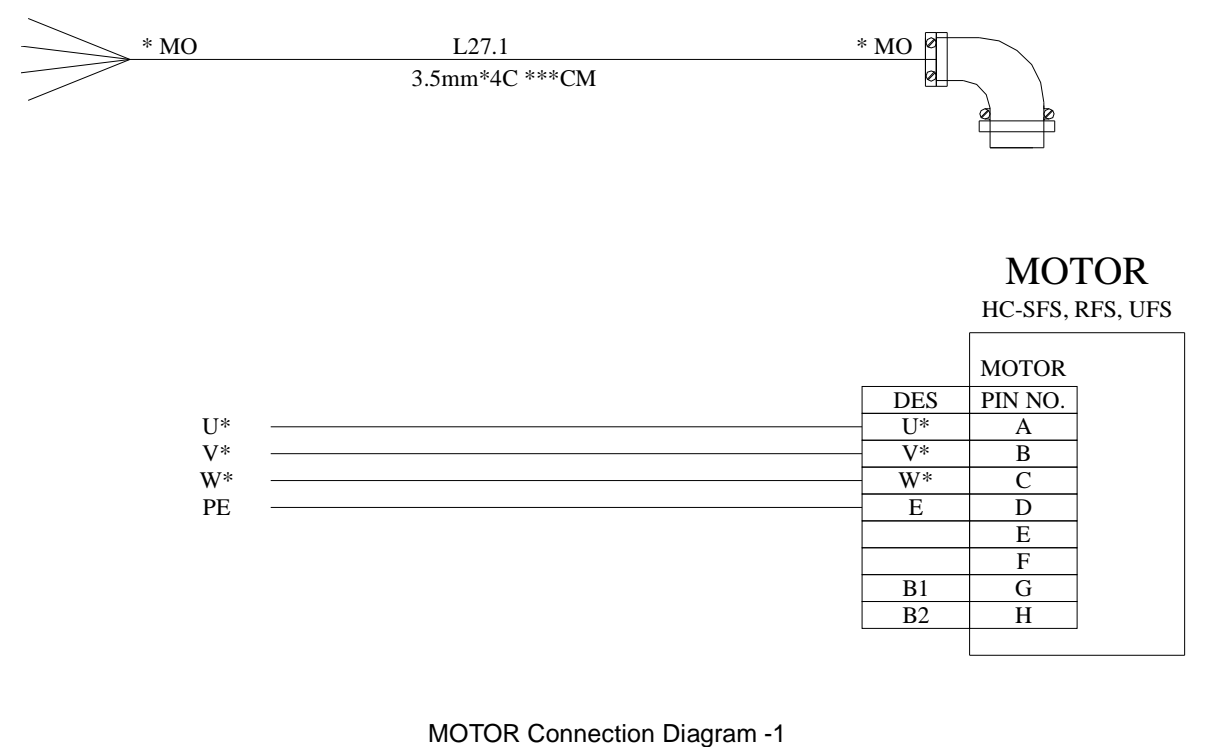 * MO L27.1 * MO
3.5mm*4C ***CM
MOTOR
HC-SFS, RFS, UFS
MOTOR
DES PIN NO.
U* U* A
V* V* B
W* W* C
PE E D
E
F
B1 G
B2 H
MOTOR Connection Diagram -1